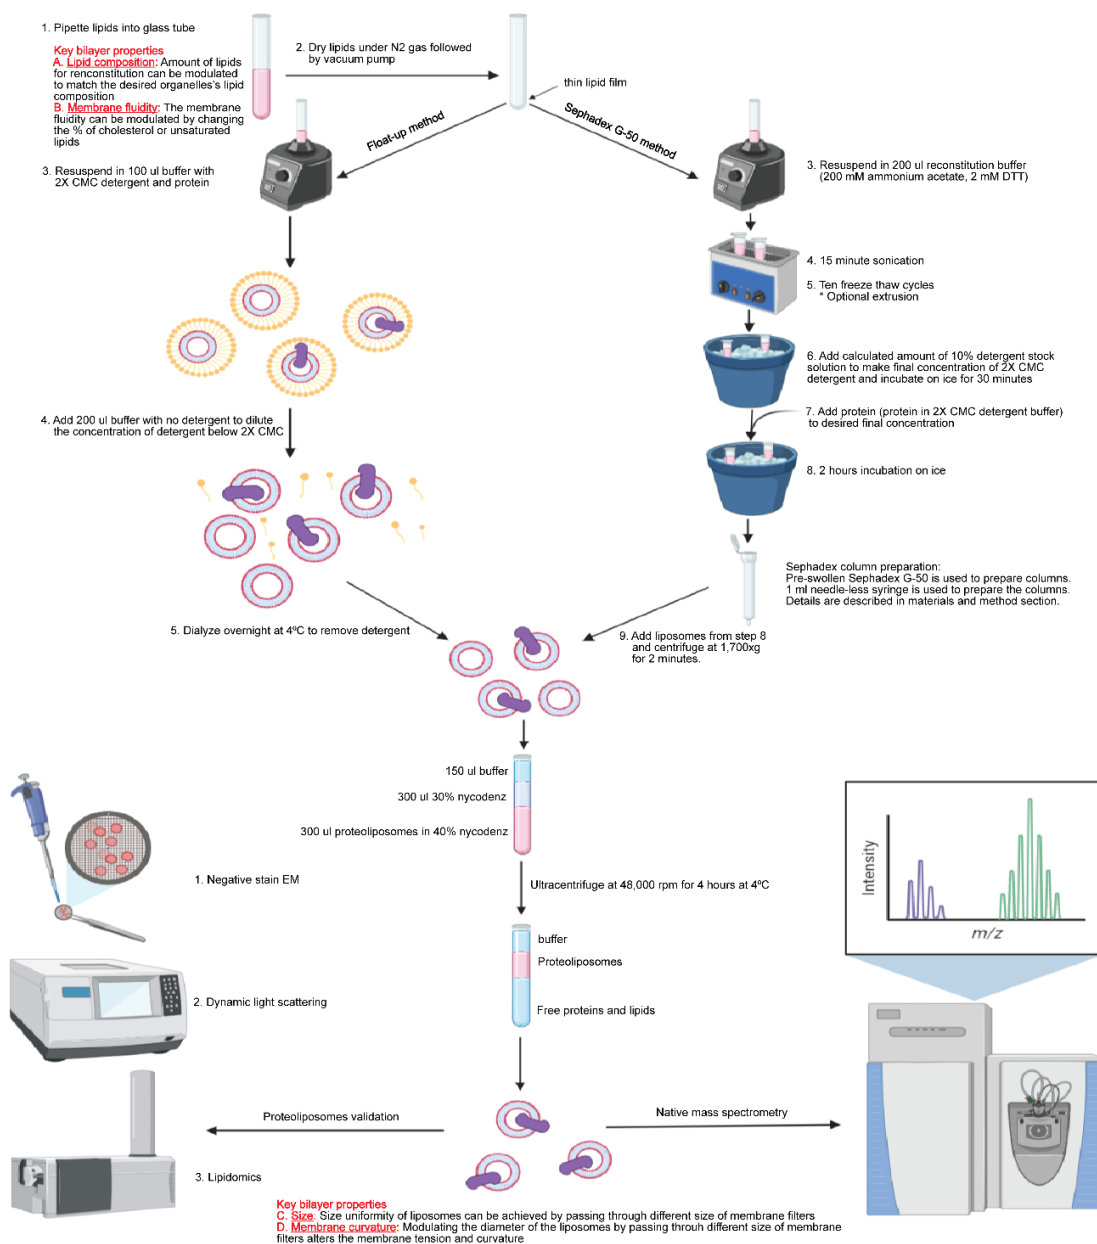 1. Pipette lipids into glass tube
Key bilayer properties
A. Lipid composition: Amount of lipids
for renconstitution can be modulated
to match the desired organelles's lipid
composition
B. Membrane fluidity: The membrane
fluidity can be modulated by changing
the % of cholesterol or unsaturated
lipids
2. Dry lipids under N2 gas followed
by vacuum pump
thin lipid film
Float-up method
Sephadex G-50 method
3. Resuspend in 100 ul buffer with
2X CMC detergent and protein
3. Resuspend in 200 ul reconstitution buffer
(200 mM ammonium acetate, 2 mM DTT)
4. 15 minute sonication
5. Ten freeze thaw cycles
* Optional extrusion
6. Add calculated amount of 10% detergent stock
solution to make final concentration of 2X CMC
detergent and incubate on ice for 30 minutes
4. Add 200 ul buffer with no detergent to dilute
the concentration of detergent below 2X CMC
7. Add protein (protein in 2X CMC detergent buffer)
to desired final concentration
8. 2 hours incubation on ice
Sephadex column preparation:
Pre-swollen Sephadex G-50 is used to prepare columns.
1 ml needle-less syringe is used to prepare the columns.
Details are described in materials and method section.
5. Dialyze overnight at 4ºC to remove detergent
9. Add liposomes from step 8
and centrifuge at 1,700xg
for 2 minutes.
150 ul buffer
300 ul 30% nycodenz
300 ul proteoliposomes in 40% nycodenz
Ultracentrifuge at 48,000 rpm for 4 hours at 4ºC
buffer
Proteoliposomes
Free proteins and lipids
1. Negative stain EM
2. Dynamic light scattering
3. Lipidomics
Intensity
m/z
Proteoliposomes validation
Native mass spectrometry
Key bilayer properties
C. Size: Size uniformity of liposomes can be achieved by passing through different size of membrane filters
D. Membrane curvature: Modulating the diameter of the liposomes by passing throuh different size of membrane
filters alters the membrane tension and curvature